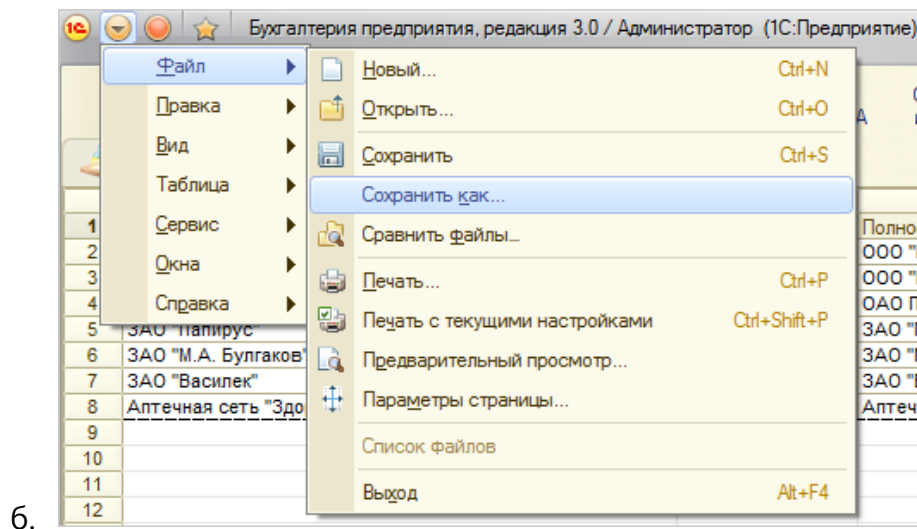 1С Бухгалтерия предприятия, редакция 3.0 / Администратор (1С:Предприятие)
Файл
Правка
Вид
Таблица
Сервис
Окна
Справка
Новый... Ctrl+N
Открыть... Ctrl+O
Сохранить Ctrl+S
Сохранить как...
Сравнить файлы...
Печать... Ctrl+P
Печать с текущими настройками Ctrl+Shift+P
Предварительный просмотр...
Параметры страницы...
Список файлов
Выход Alt+F4
1 Полно
2 ООО "
3 ООО "
4 ОАО П
5 ЗАО "Папирус" ЗАО "
6 ЗАО "М.А. Булгаков" ЗАО "
7 ЗАО "Василек" ЗАО "
8 Аптечная сеть "Здо Аптеч
9
10
11
12
б.